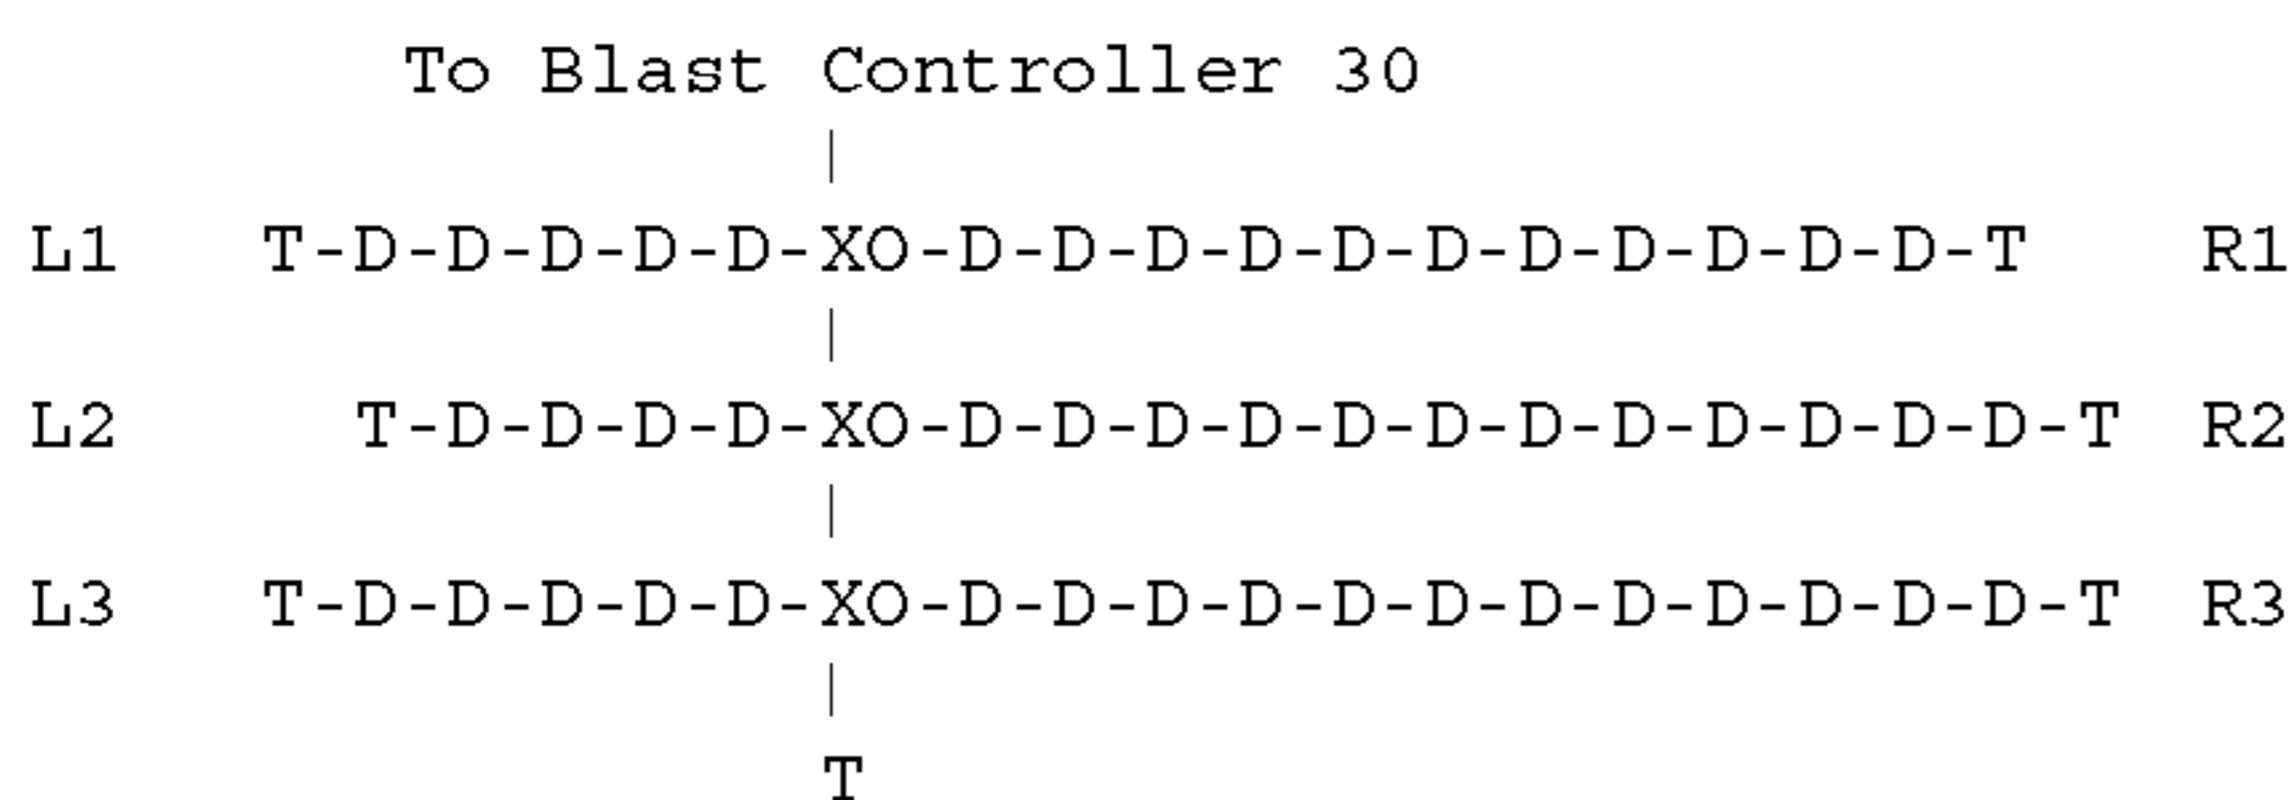 To Blast Controller 30
|
L1 T-D-D-D-D-D-XO-D-D-D-D-D-D-D-D-D-D-D-T R1
|
L2 T-D-D-D-D-XO-D-D-D-D-D-D-D-D-D-D-D-D-T R2
|
L3 T-D-D-D-D-D-XO-D-D-D-D-D-D-D-D-D-D-D-D-T R3
|
T